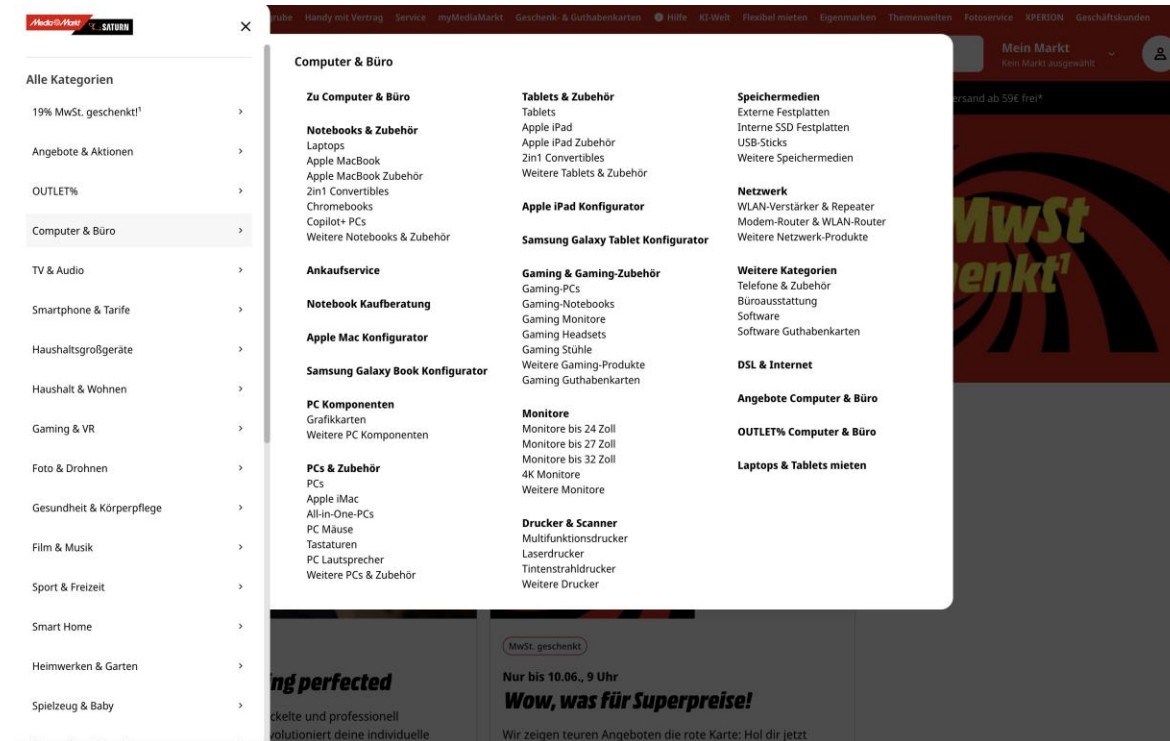 MediaMarkt SATURN
Alle Kategorien
19% MwSt. geschenkt!¹
Angebote & Aktionen
OUTLET%
Computer & Büro
TV & Audio
Smartphone & Tarife
Haushaltsgroßgeräte
Haushalt & Wohnen
Gaming & VR
Foto & Drohnen
Gesundheit & Körperpflege
Film & Musik
Sport & Freizeit
Smart Home
Heimwerken & Garten
Spielzeug & Baby
Handy mit Vertrag Service myMediaMarkt Geschenk- & Guthabenkarten Hilfe KI-Welt Flexibel mieten Eigenmarken Themenwelten Fotoservice XPERION Geschäftskunden
Mein Markt
Kein Markt ausgewählt
ersand ab 59€ frei*
Computer & Büro
Zu Computer & Büro
Notebooks & Zubehör
Laptops
Apple MacBook
Apple MacBook Zubehör
2in1 Convertibles
Chromebooks
Copilot+ PCs
Weitere Notebooks & Zubehör
Ankaufservice
Notebook Kaufberatung
Apple Mac Konfigurator
Samsung Galaxy Book Konfigurator
PC Komponenten
Grafikkarten
Weitere PC Komponenten
PCs & Zubehör
PCs
Apple iMac
All-in-One-PCs
PC Mäuse
Tastaturen
PC Lautsprecher
Weitere PCs & Zubehör
Tablets & Zubehör
Tablets
Apple iPad
Apple iPad Zubehör
2in1 Convertibles
Weitere Tablets & Zubehör
Apple iPad Konfigurator
Samsung Galaxy Tablet Konfigurator
Gaming & Gaming-Zubehör
Gaming-PCs
Gaming-Notebooks
Gaming Monitore
Gaming Headsets
Gaming Stühle
Weitere Gaming-Produkte
Gaming Guthabenkarten
Monitore
Monitore bis 24 Zoll
Monitore bis 27 Zoll
Monitore bis 32 Zoll
4K Monitore
Weitere Monitore
Drucker & Scanner
Multifunktionsdrucker
Laserdrucker
Tintenstrahldrucker
Weitere Drucker
Speichermedien
Externe Festplatten
Interne SSD Festplatten
USB-Sticks
Weitere Speichermedien
Netzwerk
WLAN-Verstärker & Repeater
Modem-Router & WLAN-Router
Weitere Netzwerk-Produkte
Weitere Kategorien
Telefone & Zubehör
Büroausstattung
Software
Software Guthabenkarten
DSL & Internet
Angebote Computer & Büro
OUTLET% Computer & Büro
Laptops & Tablets mieten
MwSt
enkt¹
ng perfected
ckelte und professionell
volutioniert deine individuelle
MwSt. geschenkt
Nur bis 10.06., 9 Uhr
Wow, was für Superpreise!
Wir zeigen teuren Angeboten die rote Karte: Hol dir jetzt